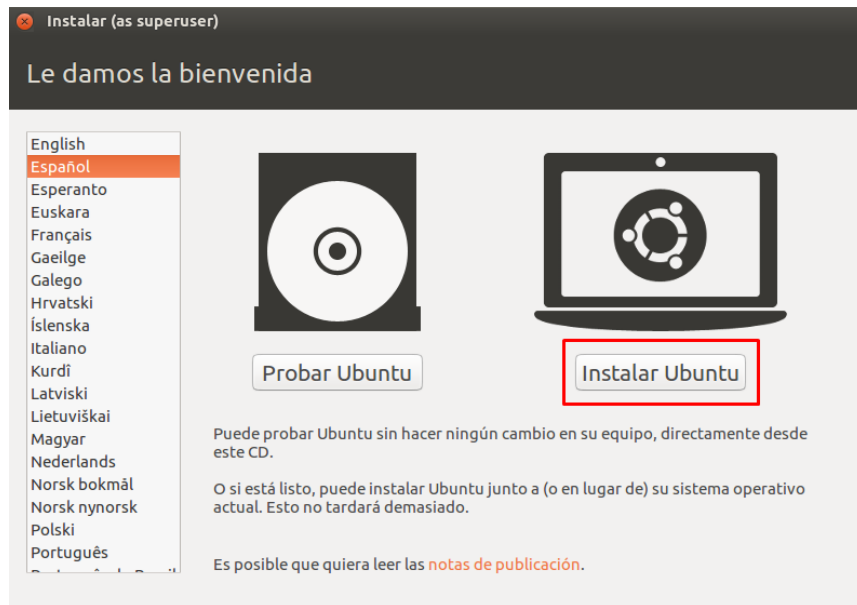 Instalar (as superuser)
Le damos la bienvenida
English
Español
Esperanto
Euskara
Français
Gaeilge
Galego
Hrvatski
Íslenska
Italiano
Kurdî
Latviski
Lietuviškai
Magyar
Nederlands
Norsk bokmål
Norsk nynorsk
Polski
Português
Probar Ubuntu
Instalar Ubuntu
Puede probar Ubuntu sin hacer ningún cambio en su equipo, directamente desde
este CD.
O si está listo, puede instalar Ubuntu junto a (o en lugar de) su sistema operativo
actual. Esto no tardará demasiado.
Es posible que quiera leer las notas de publicación.